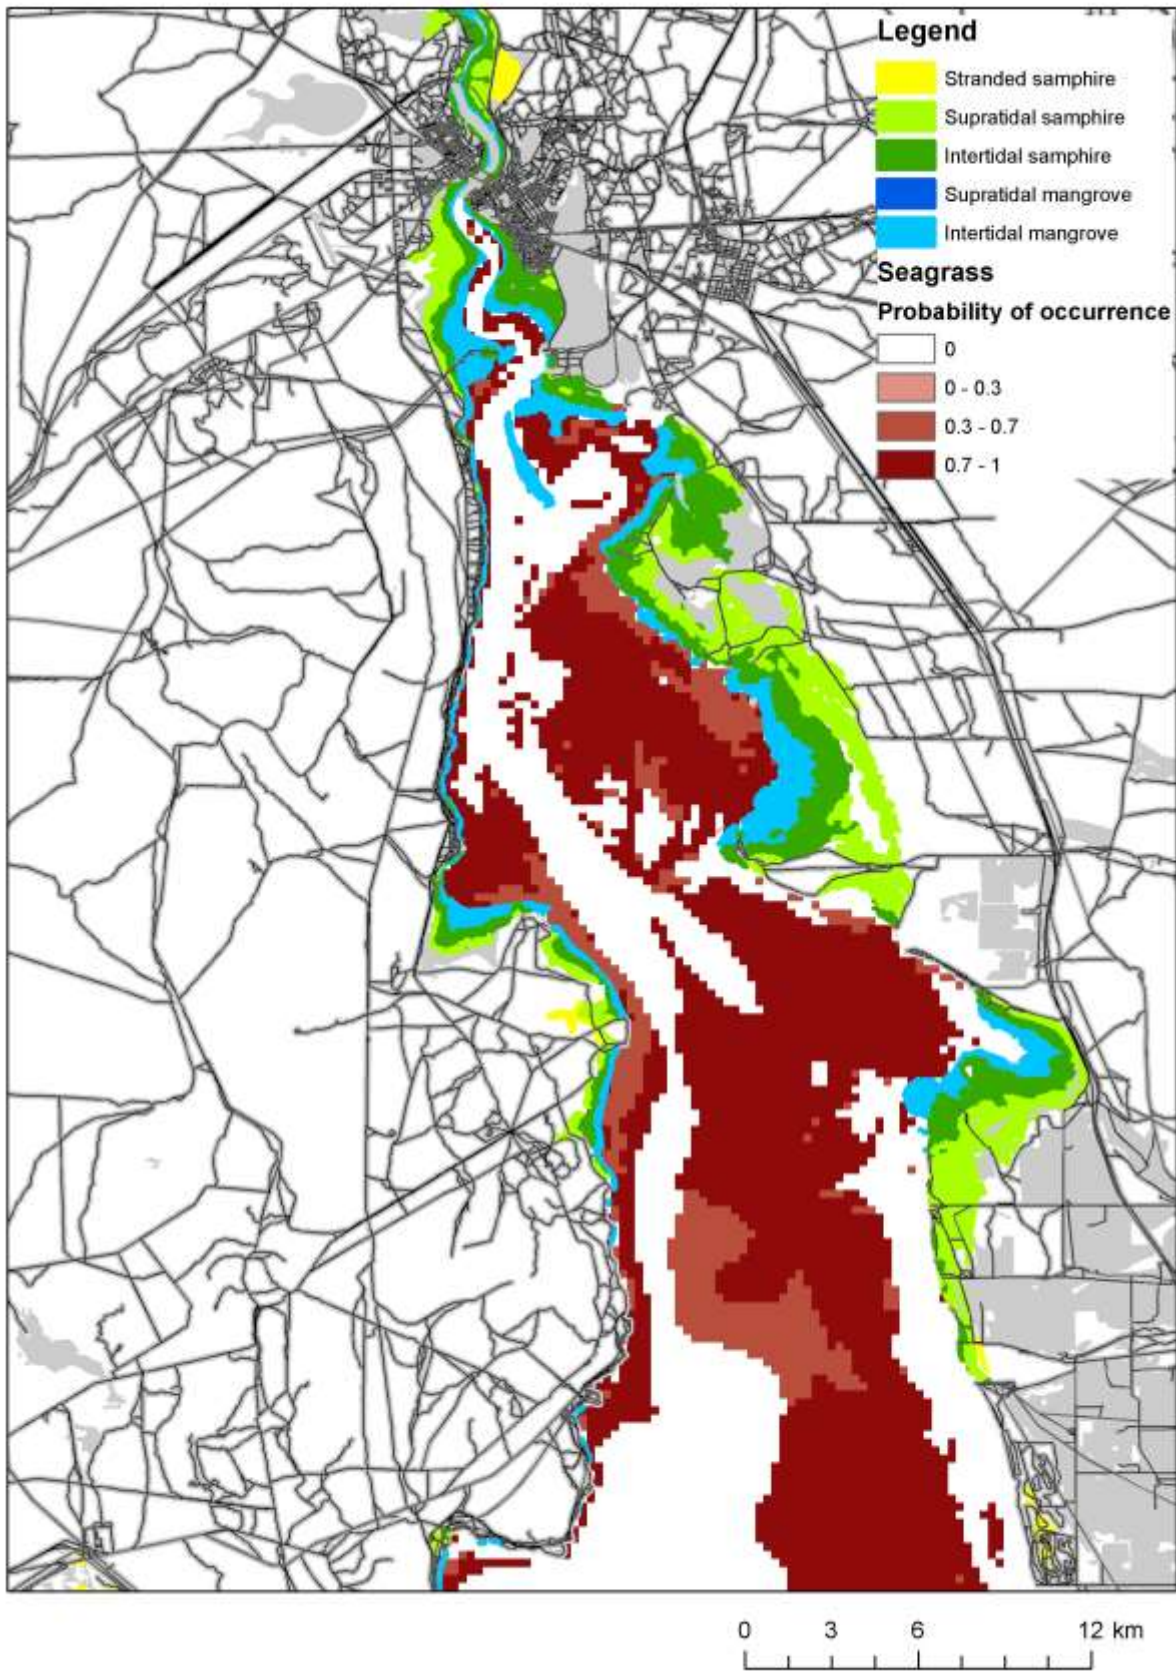 Legend
Stranded samphire
Supratidal samphire
Intertidal samphire
Supratidal mangrove
Intertidal mangrove
Seagrass
Probability of occurrence
0
0 - 0.3
0.3 - 0.7
0.7 - 1
0 3 6 12 km